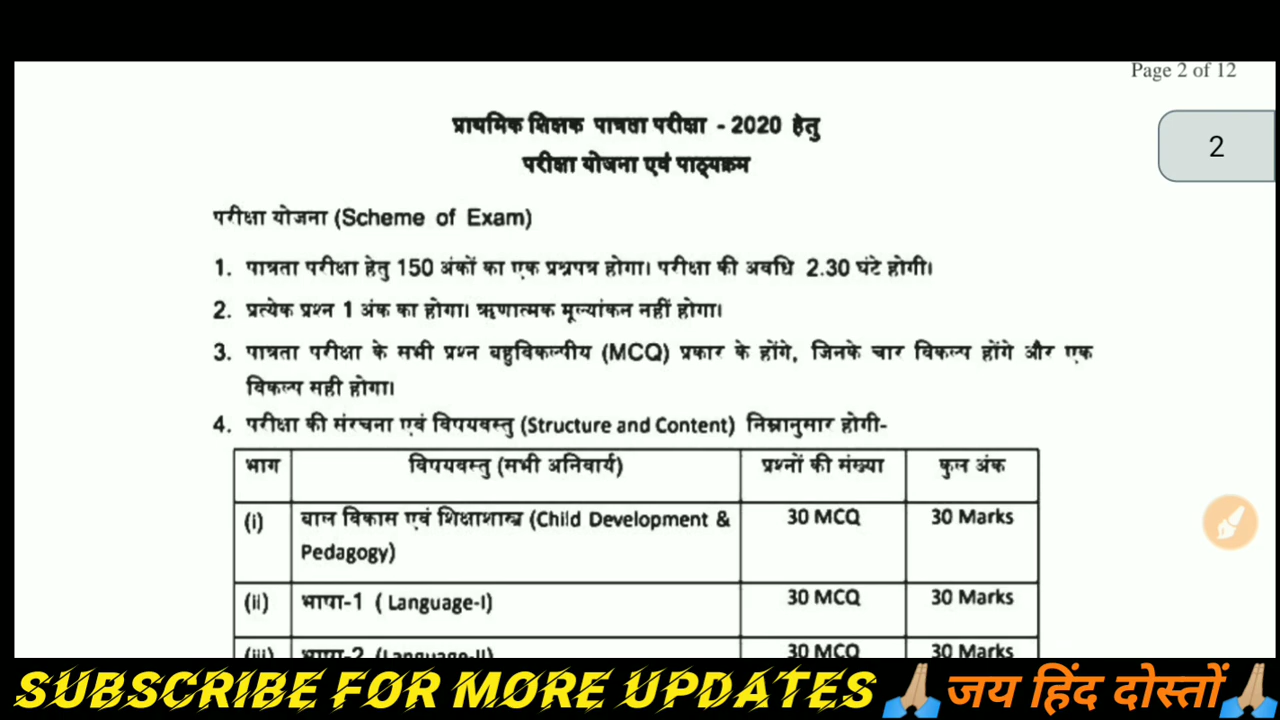 Page 2 of 12
प्राथमिक शिक्षक पात्रता परीक्षा - 2020 हेतु
2
परीक्षा योजना एवं पाठ्यक्रम
परीक्षा योजना (Scheme of Exam)
1. पात्रता परीक्षा हेतु 150 अंकों का एक प्रश्नपत्र होगा। परीक्षा की अवधि 2.30 घंटे होगी।
2. प्रत्येक प्रश्न 1 अंक का होगा। ऋणात्मक मूल्यांकन नहीं होगा।
3. पात्रता परीक्षा के सभी प्रश्न बहुविकल्पीय (MCQ) प्रकार के होंगे, जिनके चार विकल्प होंगे और एक
विकल्प सही होगा।
4. परीक्षा की संरचना एवं विषयवस्तु (Structure and Content) निम्नानुसार होगी-
भाग विषयवस्तु (सभी अनिवार्य) प्रश्नों की संख्या कुल अंक
(i) बाल विकास एवं शिक्षाशास्त्र (Child Development & 30 MCQ 30 Marks
Pedagogy)
(ii) भाषा-1 ( Language-I) 30 MCQ 30 Marks
(iii) भाषा-2 (Language-II) 30 MCQ 30 Marks
SUBSCRIBE FOR MORE UPDATES 🙏🏼जय हिंद दोस्तों🙏🏼